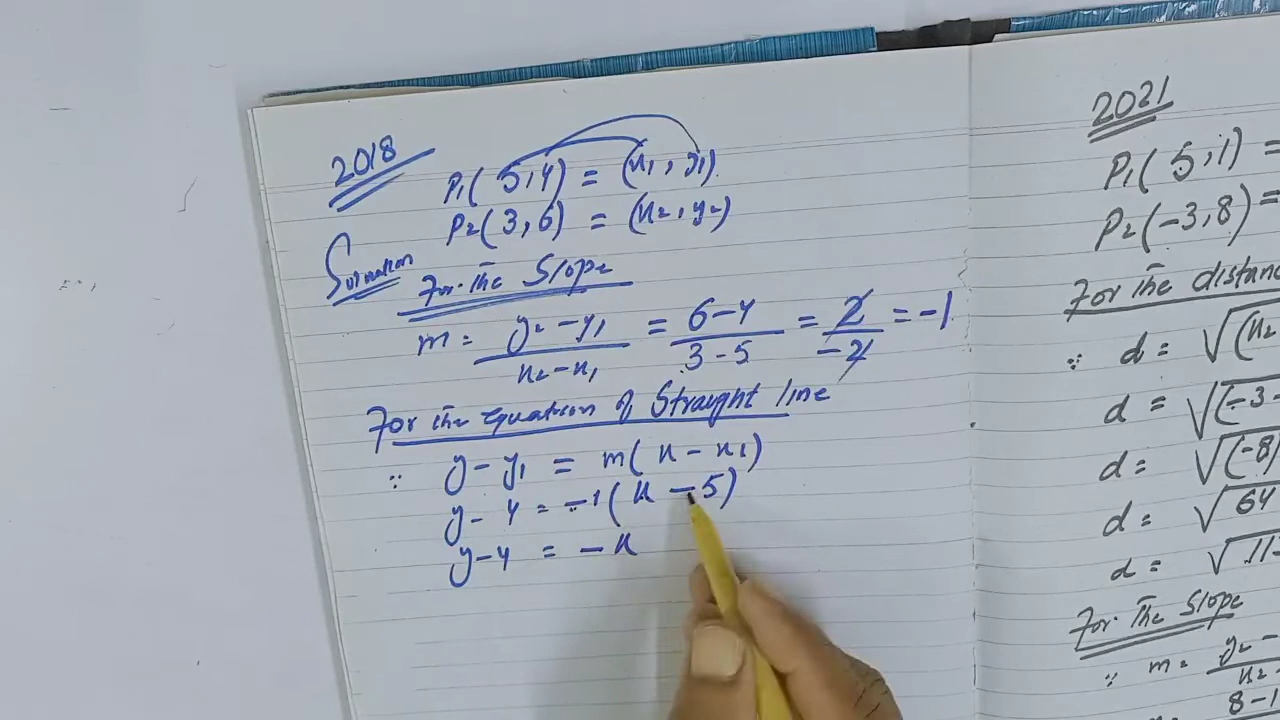 2018
P1(5,4) = (x1, y1)
P2(3,6) = (x2, y2)
Solution
For the Slope
m = y2-y1 / x2-x1 = 6-4 / 3-5 = 2 / -2 = -1
For the Equation of Straught line
∵ y-y1 = m(x-x1)
y-4 = -1(x-5)
y-4 = -x
2021
P1(5,1) =
P2(-3,8) =
For the distanc
∵ d = √(x2
d = √(-3-
d = √(-8)
d = √64
d = √11
For the Slope
∵ m = y2- / x2-
8-1